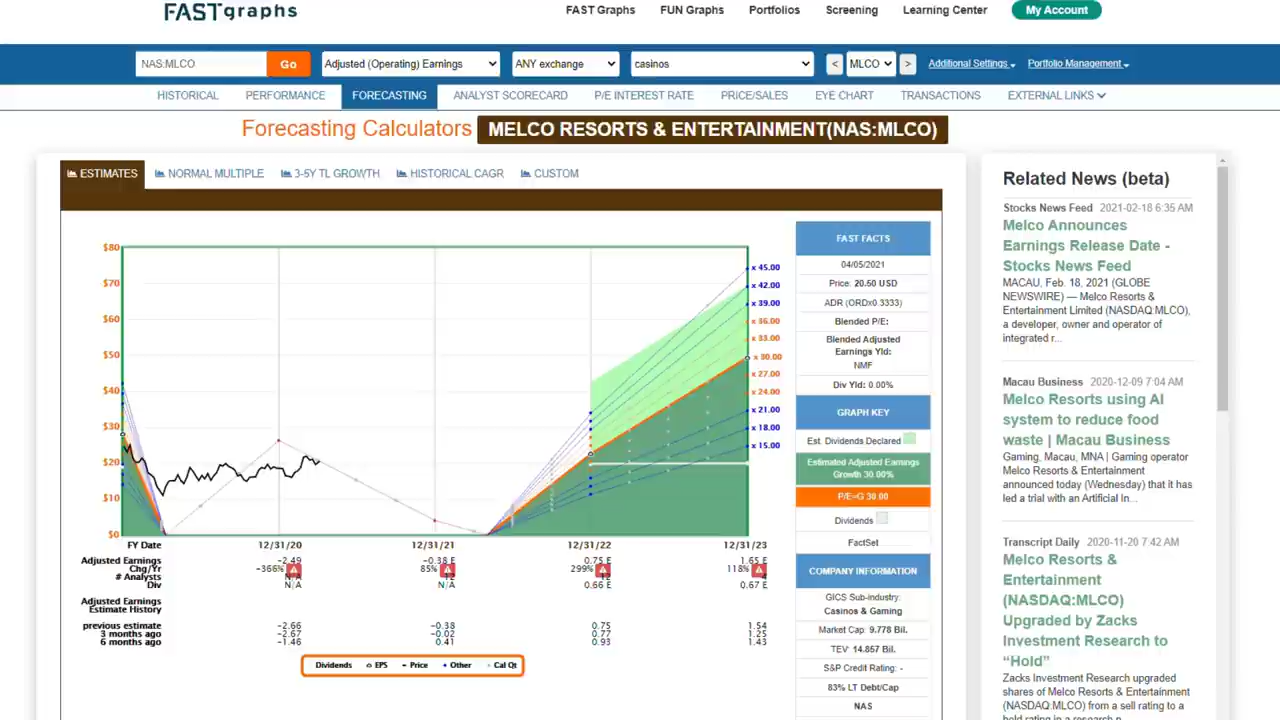 FASTgraphs
FAST Graphs FUN Graphs Portfolios Screening Learning Center My Account
NAS:MLCO Go Adjusted (Operating) Earnings ANY exchange casinos < MLCO > Additional Settings Portfolio Management
HISTORICAL PERFORMANCE FORECASTING ANALYST SCORECARD P/E INTEREST RATE PRICE/SALES EYE CHART TRANSACTIONS EXTERNAL LINKS
Forecasting Calculators MELCO RESORTS & ENTERTAINMENT(NAS:MLCO)
ESTIMATES NORMAL MULTIPLE 3-5Y TL GROWTH HISTORICAL CAGR CUSTOM
$80
$70
$60
$50
$40
$30
$20
$10
$0
x 45.00
x 42.00
x 39.00
x 36.00
x 33.00
x 30.00
x 27.00
x 24.00
x 21.00
x 18.00
x 15.00
FY Date 12/31/20 12/31/21 12/31/22 12/31/23
Adjusted Earnings -2.49 -0.38 E 0.75 E 1.65 E
Chg/Yr -366% 85% 299% 118%
# Analysts N/A 12 12 4
Div N/A N/A 0.66 E 0.67 E
Adjusted Earnings
Estimate History
previous estimate -2.66 -0.38 0.75 1.54
3 months ago -2.67 -0.02 0.77 1.25
6 months ago -1.46 0.41 0.93 1.43
Dividends EPS Price Other Cal Qt
FAST FACTS
04/05/2021
Price: 20.50 USD
ADR (ORDx0.3333)
Blended P/E:
Blended Adjusted
Earnings Yld:
NMF
Div Yld: 0.00%
GRAPH KEY
Est. Dividends Declared
Estimated Adjusted Earnings
Growth 30.00%
P/E=G 30.00
Dividends
FactSet
COMPANY INFORMATION
GICS Sub-industry:
Casinos & Gaming
Market Cap: 9.778 Bil.
TEV: 14.857 Bil.
S&P Credit Rating: -
83% LT Debt/Cap
NAS
Related News (beta)
Stocks News Feed 2021-02-18 6:35 AM
Melco Announces
Earnings Release Date -
Stocks News Feed
MACAU, Feb. 18, 2021 (GLOBE
NEWSWIRE) — Melco Resorts &
Entertainment Limited (NASDAQ:MLCO),
a developer, owner and operator of
integrated r...
Macau Business 2020-12-09 7:04 AM
Melco Resorts using AI
system to reduce food
waste | Macau Business
Gaming, Macau, MNA | Gaming operator
Melco Resorts & Entertainment
announced today (Wednesday) that it has
led a trial with an Artificial In...
Transcript Daily 2020-11-20 7:42 AM
Melco Resorts &
Entertainment
(NASDAQ:MLCO)
Upgraded by Zacks
Investment Research to
“Hold”
Zacks Investment Research upgraded
shares of Melco Resorts & Entertainment
(NASDAQ:MLCO) from a sell rating to a
hold rating in a research